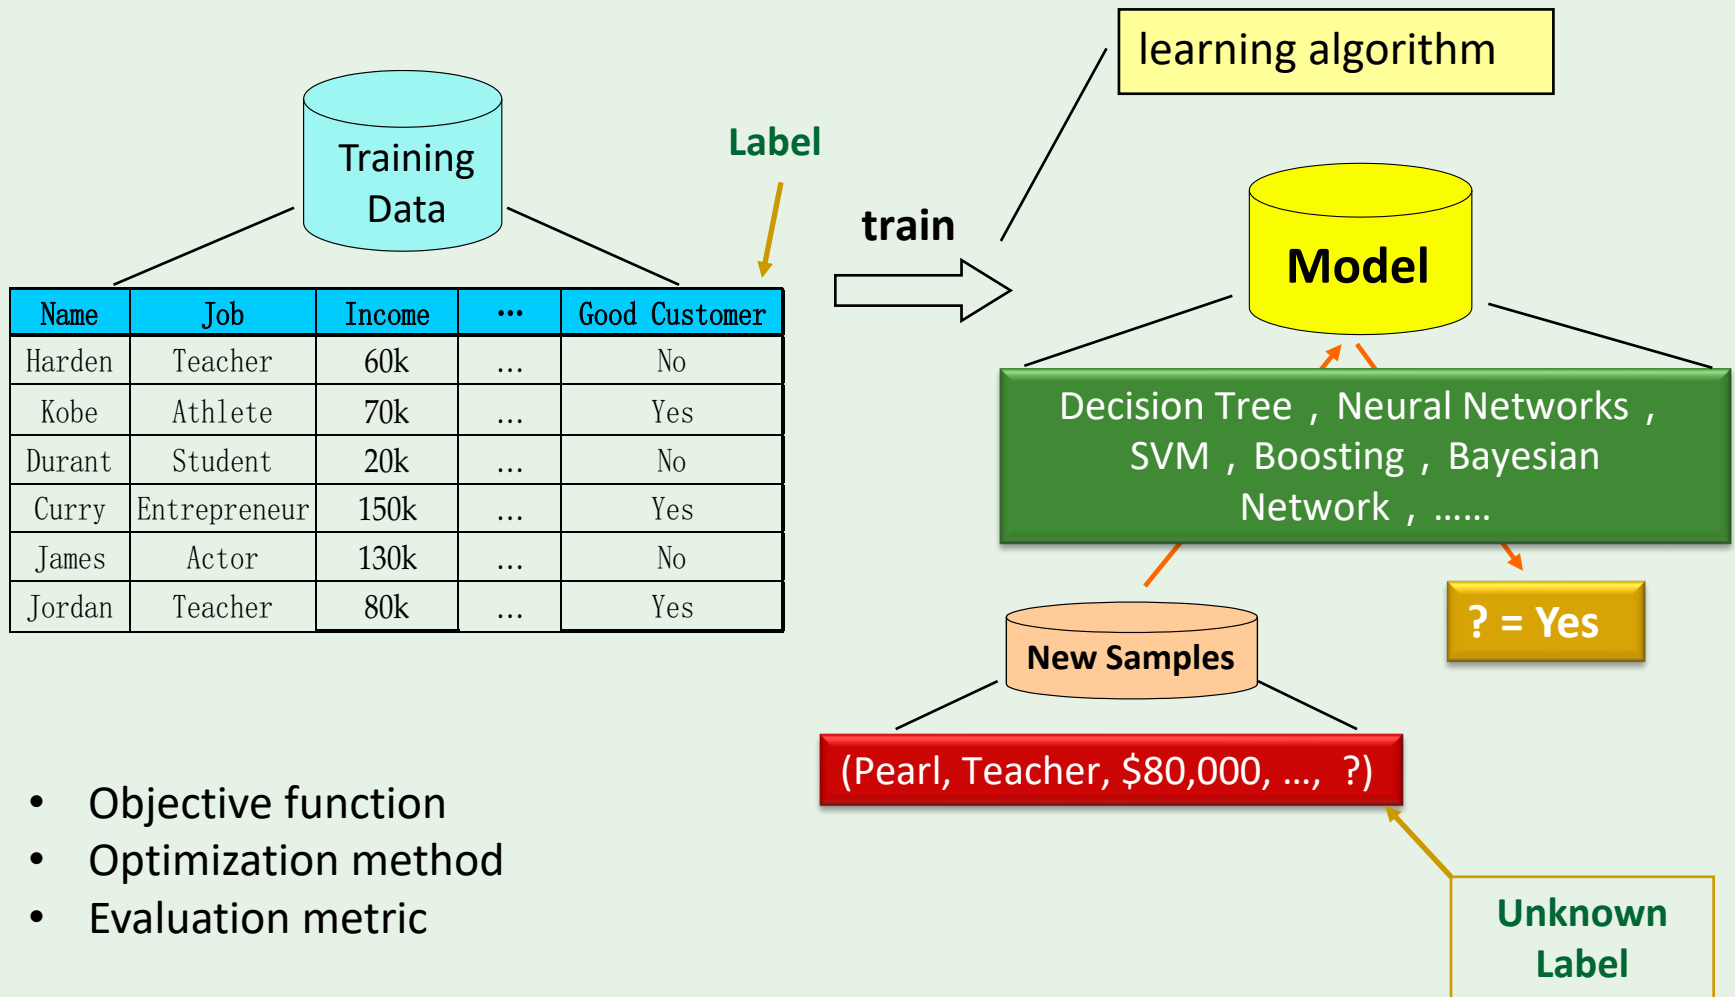 learning algorithm
Training
Data
Label
train
Model
Name Job Income ... Good Customer
Harden Teacher 60k ... No
Kobe Athlete 70k ... Yes
Durant Student 20k ... No
Curry Entrepreneur 150k ... Yes
James Actor 130k ... No
Jordan Teacher 80k ... Yes
Decision Tree , Neural Networks ,
SVM , Boosting , Bayesian
Network , ……
New Samples
? = Yes
(Pearl, Teacher, $80,000, ..., ?)
Unknown
Label
• Objective function
• Optimization method
• Evaluation metric